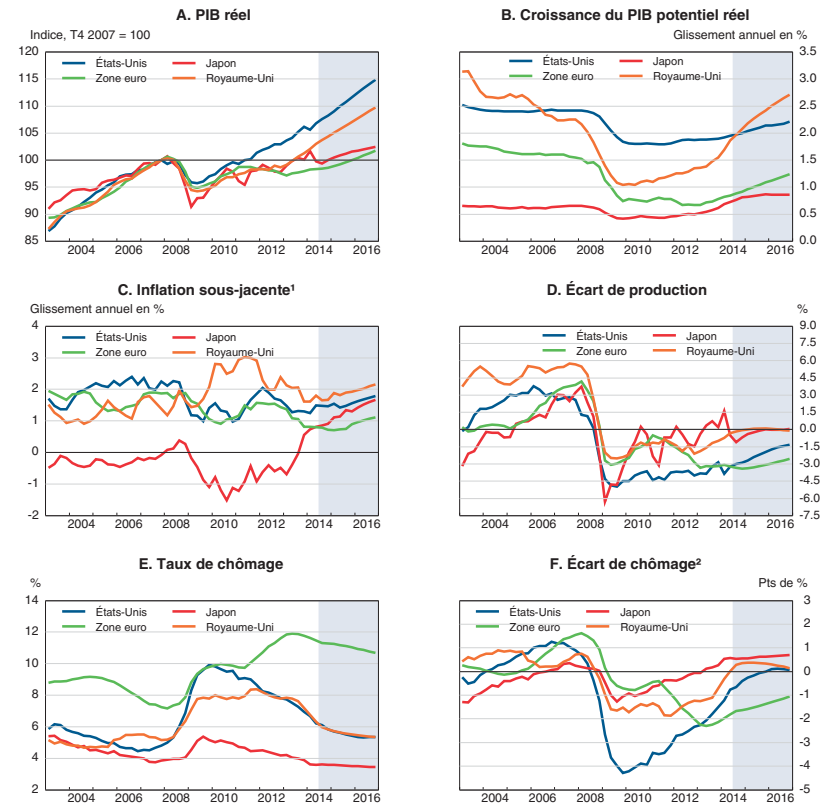 A. PIB réel
Indice, T4 2007 = 100
États-Unis
Japon
Zone euro
Royaume-Uni
120
115
110
105
100
95
90
85
2004 2006 2008 2010 2012 2014 2016
B. Croissance du PIB potentiel réel
Glissement annuel en %
États-Unis
Japon
Zone euro
Royaume-Uni
3.5
3.0
2.5
2.0
1.5
1.0
0.5
0.0
2004 2006 2008 2010 2012 2014 2016
C. Inflation sous-jacente¹
Glissement annuel en %
États-Unis
Japon
Zone euro
Royaume-Uni
4
3
2
1
0
-1
-2
2004 2006 2008 2010 2012 2014 2016
D. Écart de production
%
États-Unis
Japon
Zone euro
Royaume-Uni
9.0
7.5
6.0
4.5
3.0
1.5
0.0
-1.5
-3.0
-4.5
-6.0
-7.5
2004 2006 2008 2010 2012 2014 2016
E. Taux de chômage
%
États-Unis
Japon
Zone euro
Royaume-Uni
14
12
10
8
6
4
2
2004 2006 2008 2010 2012 2014 2016
F. Écart de chômage²
Pts de %
États-Unis
Japon
Zone euro
Royaume-Uni
3
2
1
0
-1
-2
-3
-4
-5
2004 2006 2008 2010 2012 2014 2016